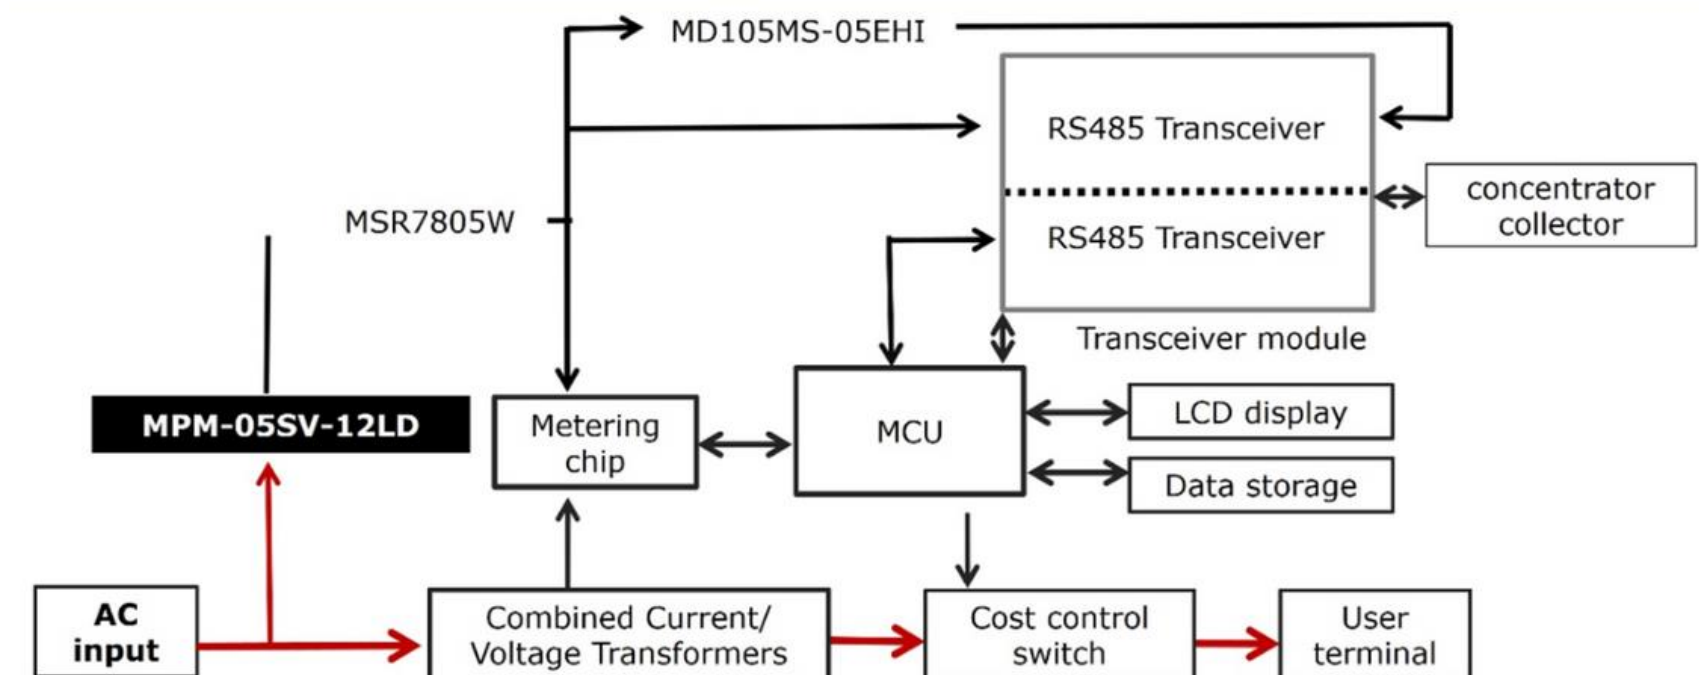 MD105MS-05EHI
RS485 Transceiver
MSR7805W
RS485 Transceiver
concentrator
collector
Transceiver module
MPM-05SV-12LD
Metering
chip
MCU
LCD display
Data storage
AC
input
Combined Current/
Voltage Transformers
Cost control
switch
User
terminal